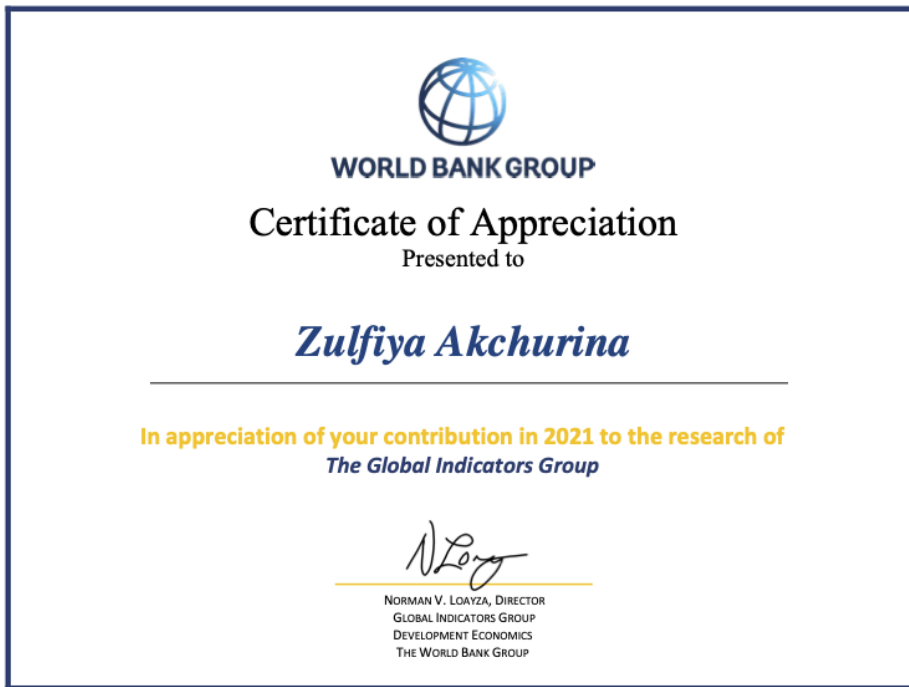 WORLD BANK GROUP
Certificate of Appreciation
Presented to
Zulfiya Akchurina
In appreciation of your contribution in 2021 to the research of
The Global Indicators Group
NORMAN V. LOAYZA, DIRECTOR
GLOBAL INDICATORS GROUP
DEVELOPMENT ECONOMICS
THE WORLD BANK GROUP